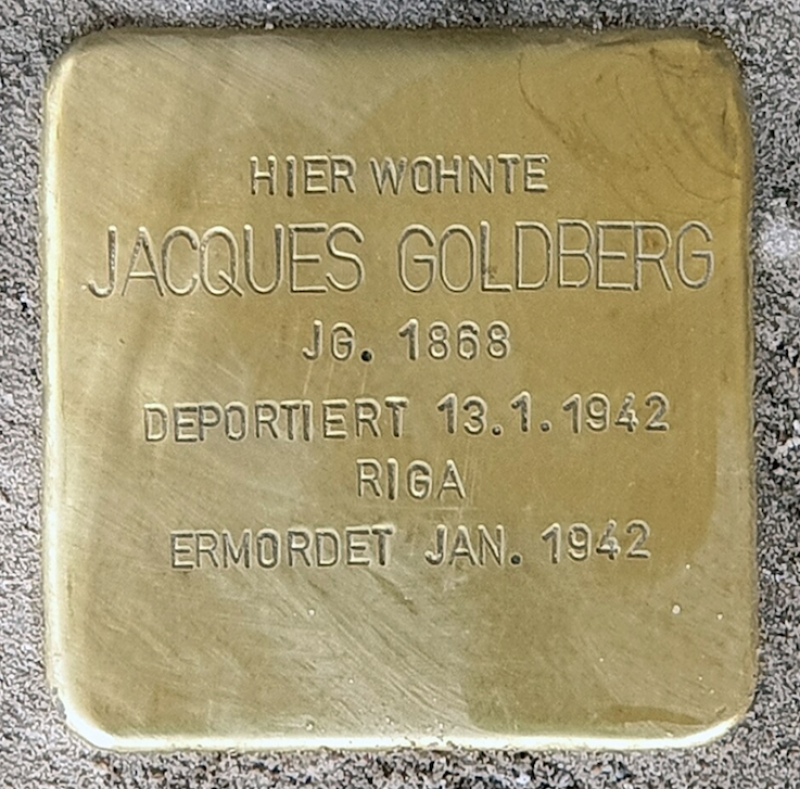 HIER WOHNTE
JACQUES GOLDBERG
JG. 1868
DEPORTIERT 13.1.1942
RIGA
ERMORDET JAN. 1942